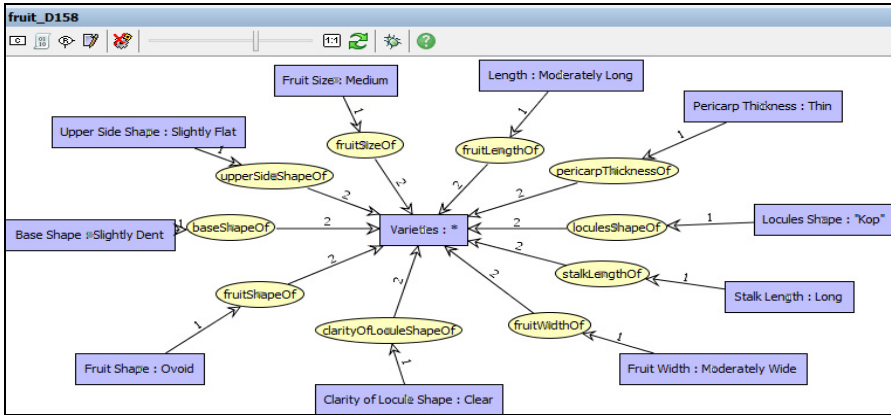 fruit_D158
1:1
Fruit Size: Medium
Length : Moderately Long
Pericarp Thickness : Thin
Upper Side Shape : Slightly Flat
1
1
1
1
fruitSizeOf
fruitLengthOf
upperSideShapeOf
pericarpThicknessOf
2
2
2
2
Base Shape : Slightly Dent
1
baseShapeOf
2
Varieties : *
2
loculesShapeOf
1
Locules Shape : "Kop"
2
2
2
2
stalkLengthOf
1
Stalk Length : Long
fruitShapeOf
clarityOfLoculeShapeOf
fruitWidthOf
1
1
1
Fruit Shape : Ovoid
Fruit Width : Moderately Wide
Clarity of Locule Shape : Clear